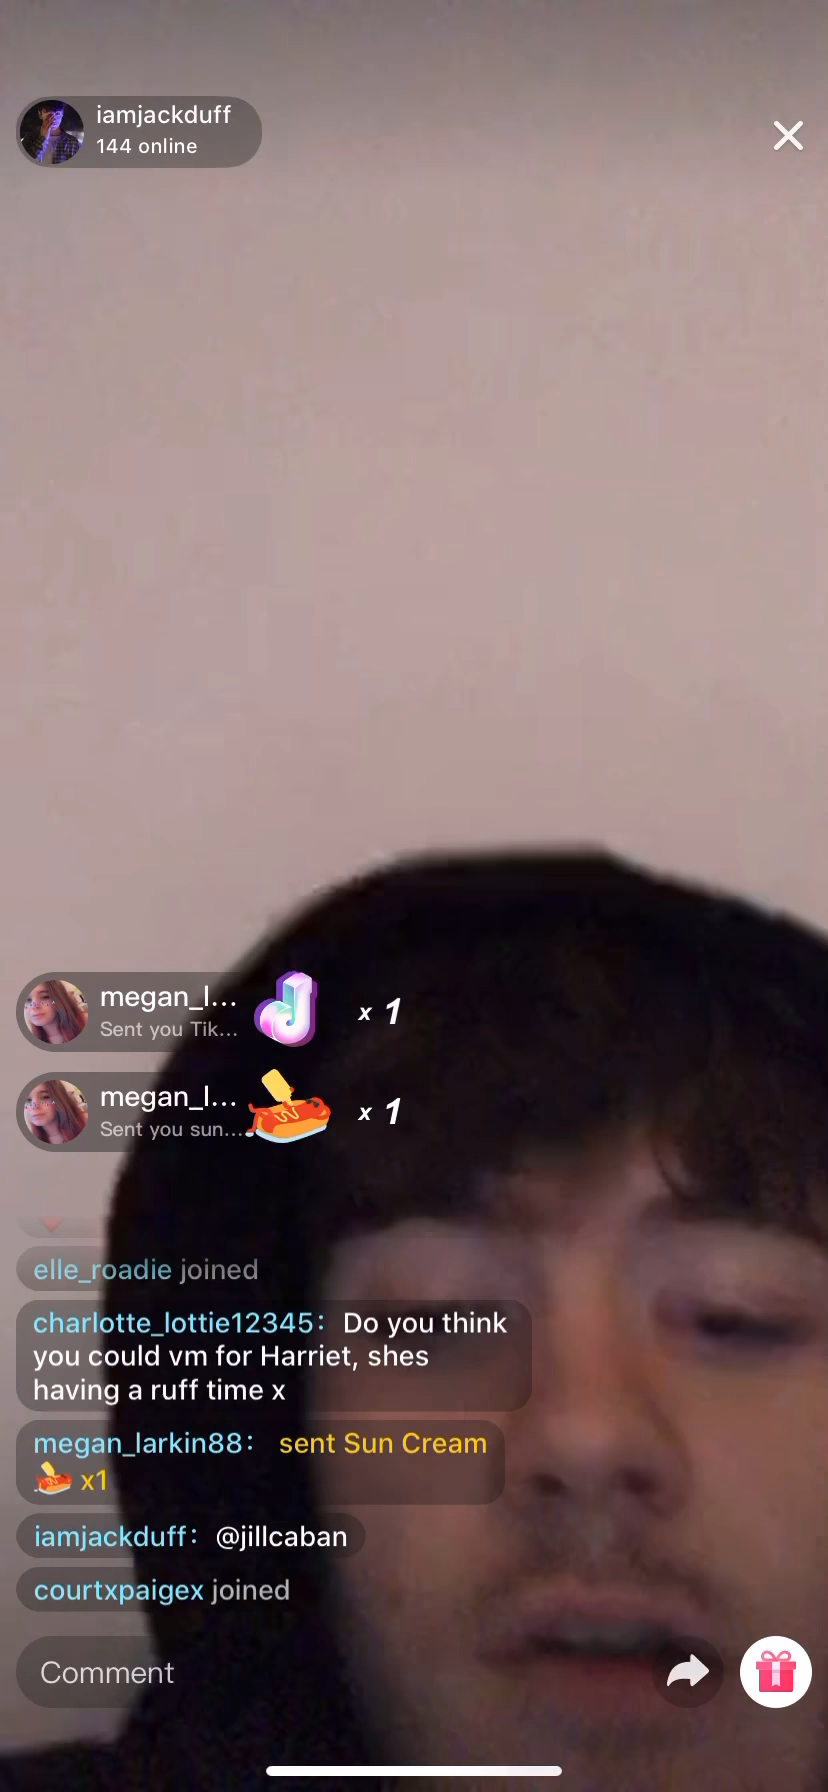 iamjackduff
144 online
megan_l...
Sent you Tik...
x 1
megan_l...
Sent you sun...
x 1
elle_roadie joined
charlotte_lottie12345: Do you think
you could vm for Harriet, shes
having a ruff time x
megan_larkin88: sent Sun Cream
x1
iamjackduff: @jillcaban
courtxpaigex joined
Comment